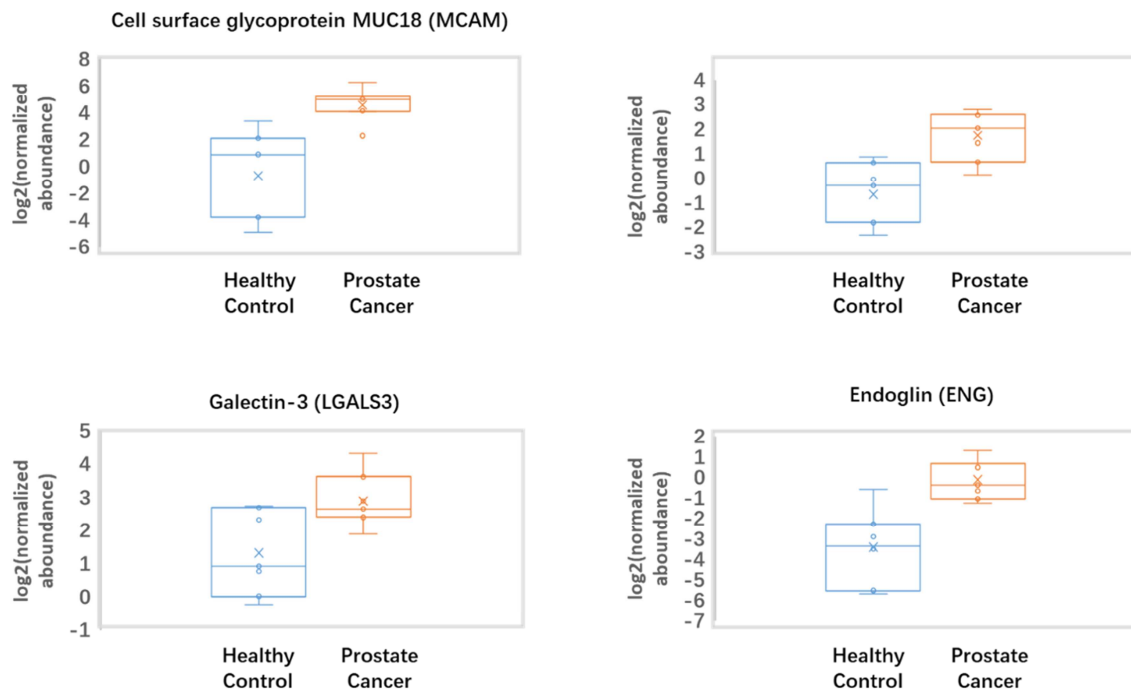 Cell surface glycoprotein MUC18 (MCAM)
log2(normalized
aboundance)
8
6
4
2
0
-2
-4
-6
Healthy
Control
Prostate
Cancer
log2(normalized
aboundance)
4
3
2
1
0
-1
-2
-3
Healthy
Control
Prostate
Cancer
Galectin-3 (LGALS3)
log2(normalized
aboundance)
5
4
3
2
1
0
-1
Healthy
Control
Prostate
Cancer
Endoglin (ENG)
log2(normalized
aboundance)
2
1
0
-1
-2
-3
-4
-5
-6
-7
Healthy
Control
Prostate
Cancer